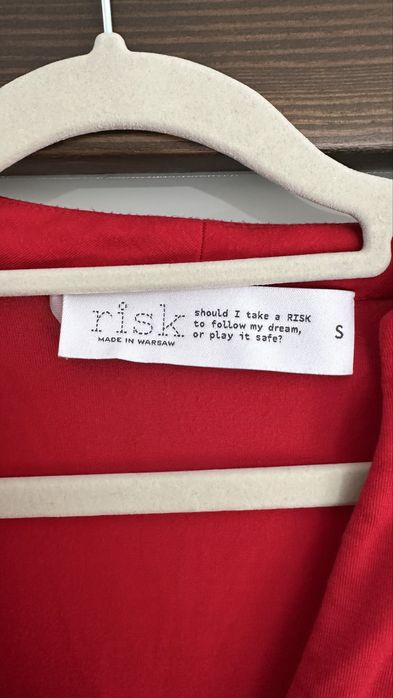 risk
MADE IN WARSAW
should I take a RISK
to follow my dream,
or play it safe?
S